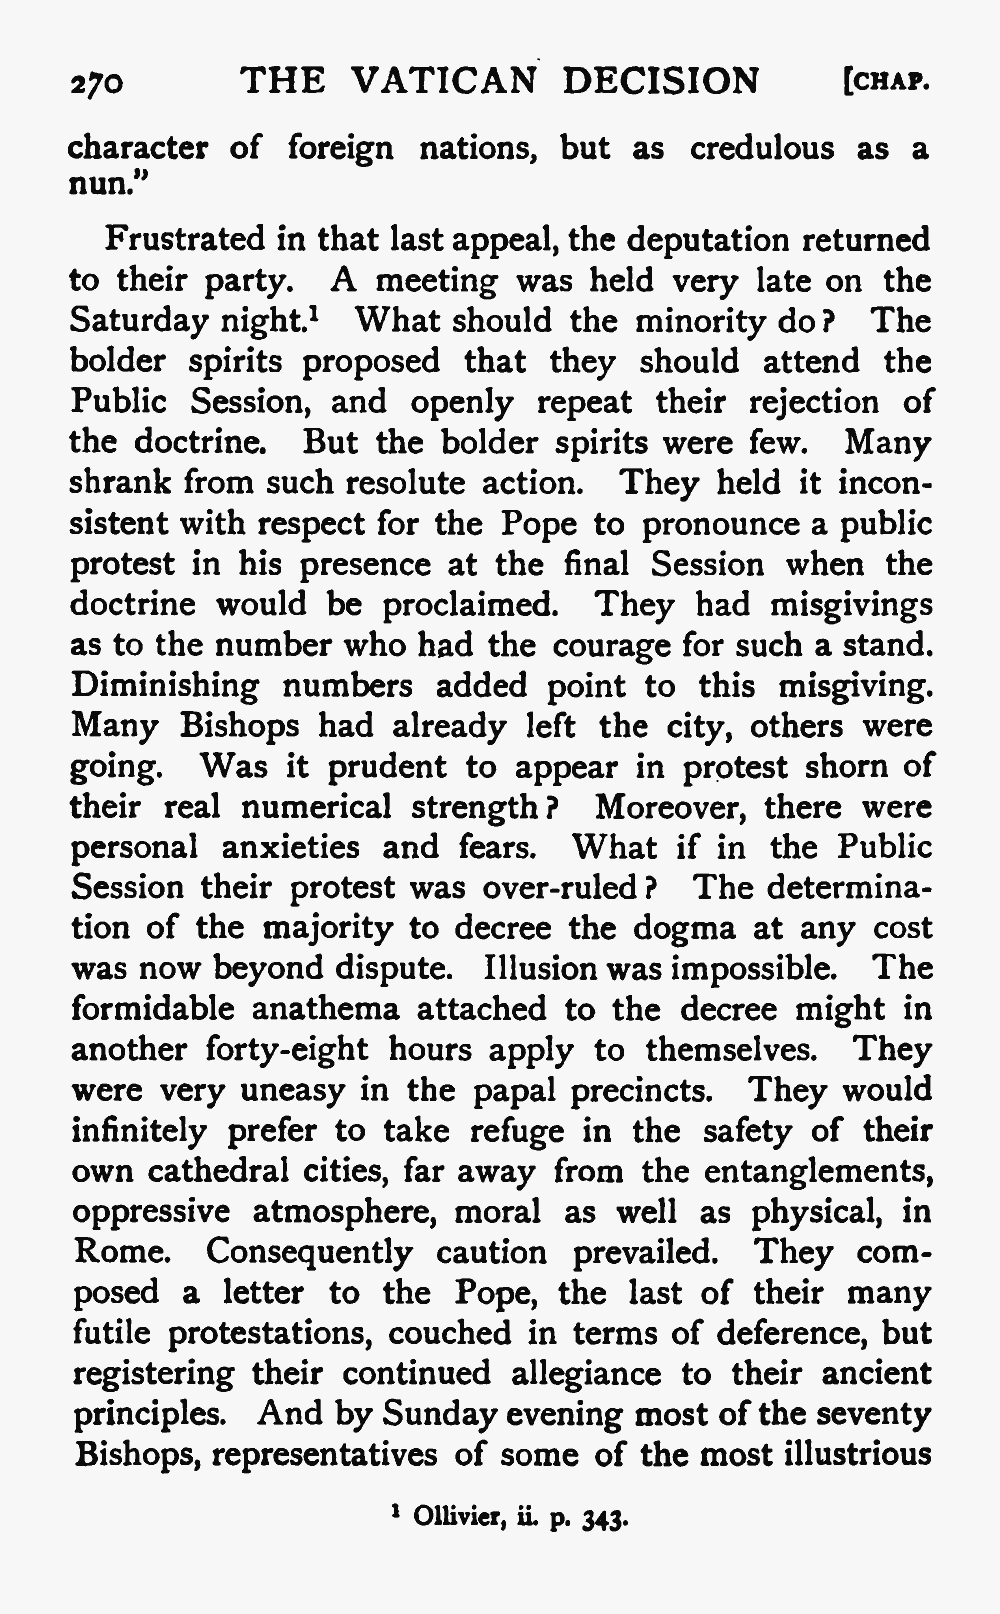 270 THE VATICAN DECISION [CHAP.
character of foreign nations, but as credulous as a
nun."
Frustrated in that last appeal, the deputation returned
to their party. A meeting was held very late on the
Saturday night.¹ What should the minority do? The
bolder spirits proposed that they should attend the
Public Session, and openly repeat their rejection of
the doctrine. But the bolder spirits were few. Many
shrank from such resolute action. They held it incon-
sistent with respect for the Pope to pronounce a public
protest in his presence at the final Session when the
doctrine would be proclaimed. They had misgivings
as to the number who had the courage for such a stand.
Diminishing numbers added point to this misgiving.
Many Bishops had already left the city, others were
going. Was it prudent to appear in protest shorn of
their real numerical strength? Moreover, there were
personal anxieties and fears. What if in the Public
Session their protest was over-ruled? The determina-
tion of the majority to decree the dogma at any cost
was now beyond dispute. Illusion was impossible. The
formidable anathema attached to the decree might in
another forty-eight hours apply to themselves. They
were very uneasy in the papal precincts. They would
infinitely prefer to take refuge in the safety of their
own cathedral cities, far away from the entanglements,
oppressive atmosphere, moral as well as physical, in
Rome. Consequently caution prevailed. They com-
posed a letter to the Pope, the last of their many
futile protestations, couched in terms of deference, but
registering their continued allegiance to their ancient
principles. And by Sunday evening most of the seventy
Bishops, representatives of some of the most illustrious
¹ Ollivier, ii. p. 343.